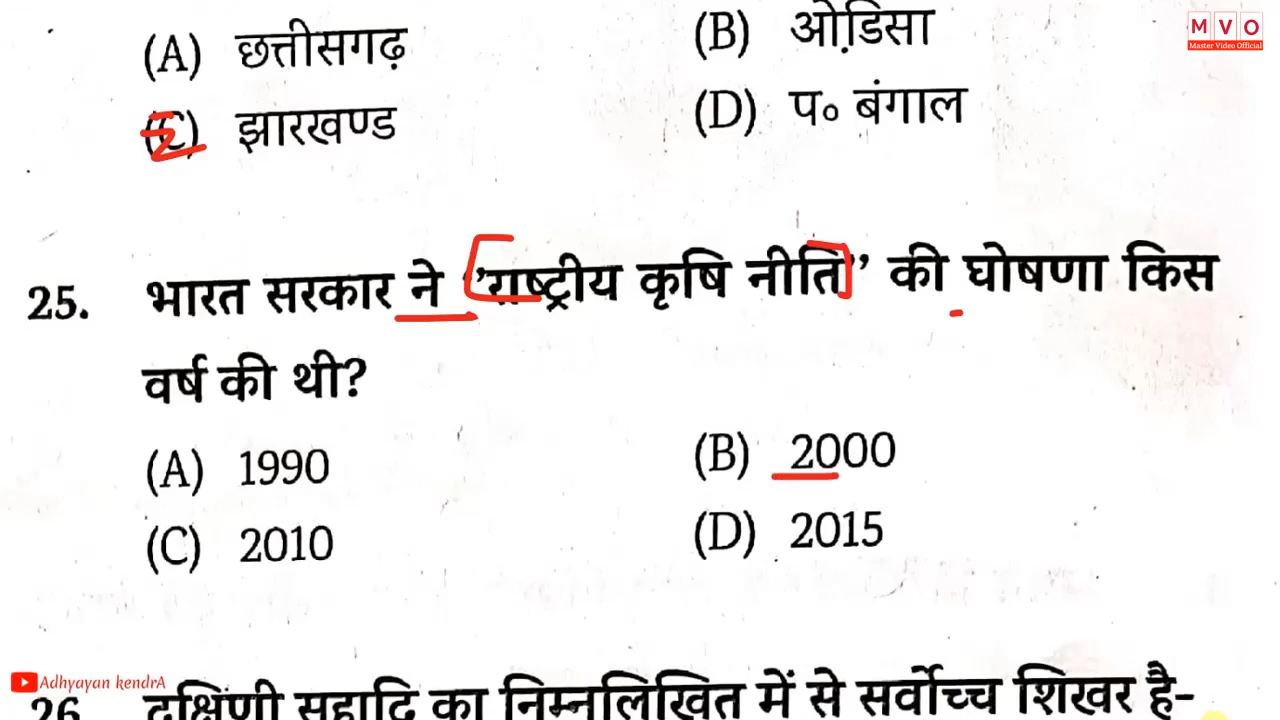 (A) छत्तीसगढ़ (B) ओडिसा
M V O
Master Video Official
(C) झारखण्ड (D) प० बंगाल
25. भारत सरकार ने "राष्ट्रीय कृषि नीति" की घोषणा किस
वर्ष की थी?
(A) 1990 (B) 2000
(C) 2010 (D) 2015
Adhyayan kendrA
26. दक्षिणी सहाद्रि का निम्नलिखित में से सर्वोच्च शिखर है-